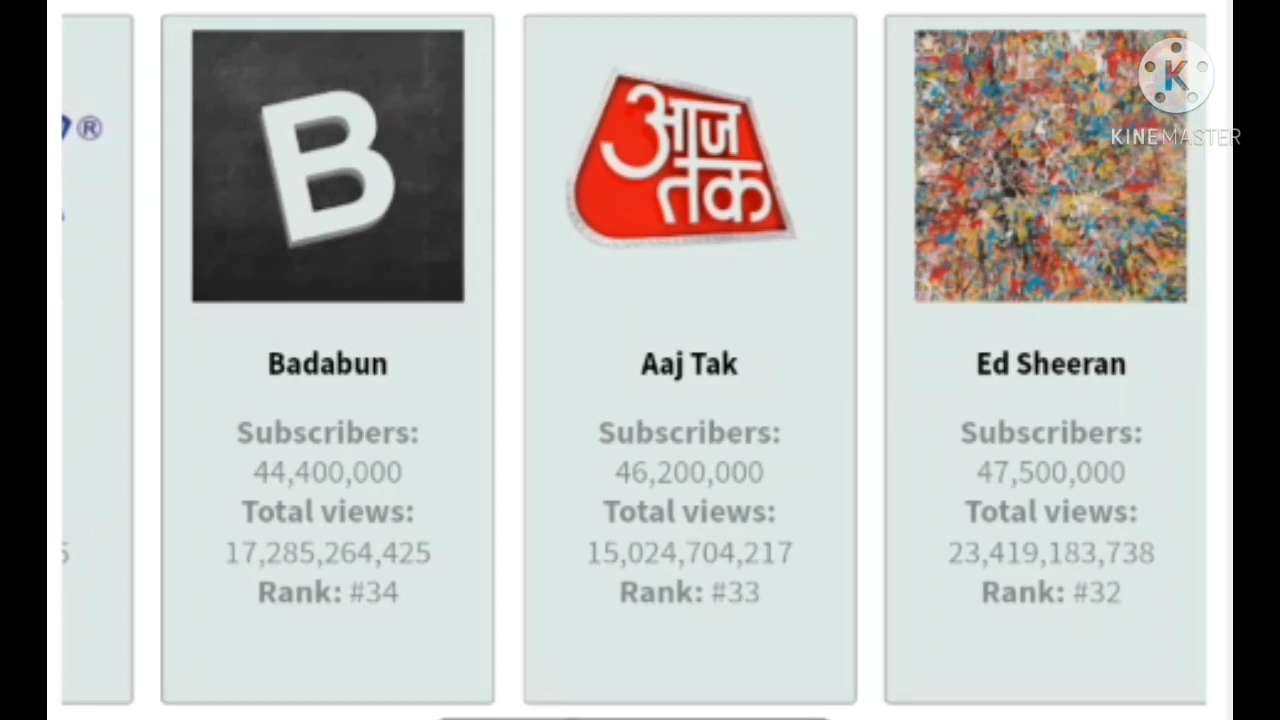 ®
B
आज
तक
KINEMASTER
Badabun
Aaj Tak
Ed Sheeran
Subscribers:
44,400,000
Total views:
17,285,264,425
Rank: #34
Subscribers:
46,200,000
Total views:
15,024,704,217
Rank: #33
Subscribers:
47,500,000
Total views:
23,419,183,738
Rank: #32